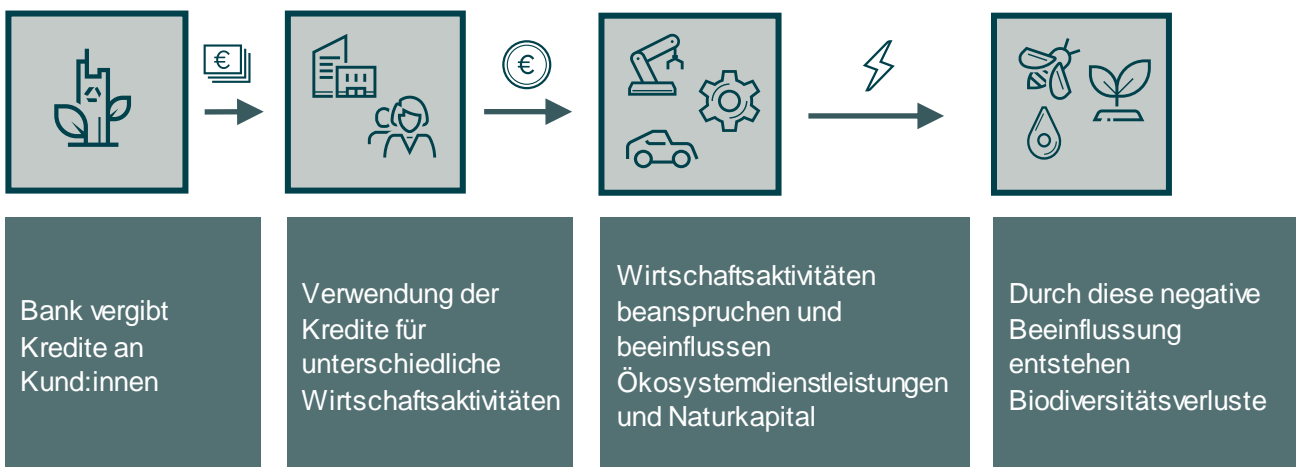 €
€
Bank vergibt
Kredite an
Kund:innen
Verwendung der
Kredite für
unterschiedliche
Wirtschaftsaktivitäten
Wirtschaftsaktivitäten
beanspruchen und
beeinflussen
Ökosystemdienstleistungen
und Naturkapital
Durch diese negative
Beeinflussung
entstehen
Biodiversitätsverluste